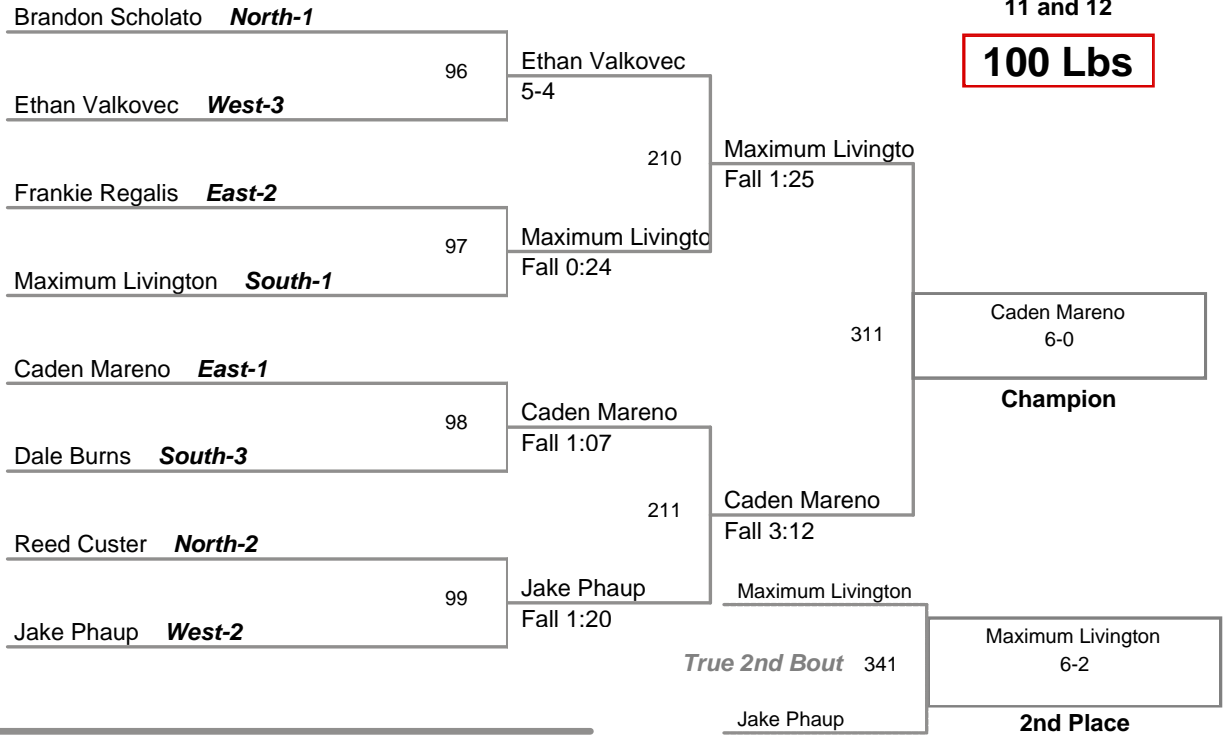 11 and 12
100 Lbs
Brandon Scholato North-1
96
Ethan Valkovec West-3
Ethan Valkovec
5-4
210
Frankie Regalis East-2
97
Maximum Livington South-1
Maximum Livingto
Fall 0:24
Maximum Livingto
Fall 1:25
311
Caden Mareno East-1
98
Dale Burns South-3
Caden Mareno
Fall 1:07
211
Reed Custer North-2
99
Jake Phaup West-2
Jake Phaup
Fall 1:20
Caden Mareno
Fall 3:12
Caden Mareno
6-0
Champion
Maximum Livington
True 2nd Bout 341
Jake Phaup
Maximum Livington
6-2
2nd Place